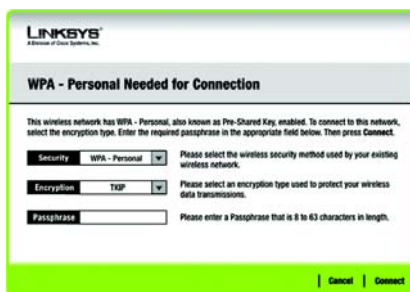 LINKSYS®
A Division of Cisco Systems, Inc.
WPA - Personal Needed for Connection
This wireless network has WPA - Personal, also known as Pre-Shared Key, enabled. To connect to this network,
select the encryption type. Enter the required passphrase in the appropriate field below. Then press Connect.
Security WPA - Personal Please select the wireless security method used by your existing
wireless network.
Encryption TKIP Please select an encryption type used to protect your wireless
data transmissions.
Passphrase Please enter a Passphrase that is 8 to 63 characters in length.
Cancel Connect